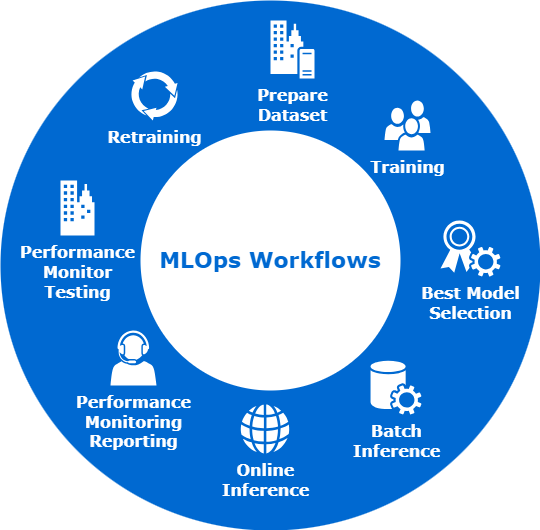 Prepare
Dataset
Training
Best Model
Selection
Batch
Inference
Online
Inference
Performance
Monitoring
Reporting
Performance
Monitor
Testing
Retraining
MLOps Workflows